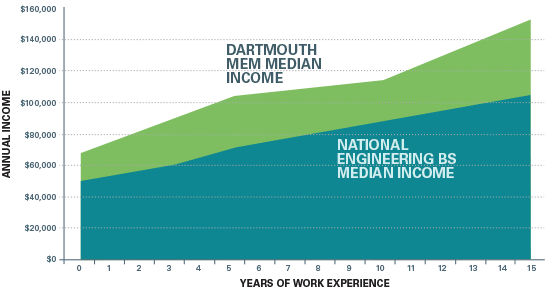 $160,000
$140,000
$120,000
$100,000
$80,000
$60,000
$40,000
$20,000
$0
ANNUAL INCOME
DARTMOUTH
MEM MEDIAN
INCOME
NATIONAL
ENGINEERING BS
MEDIAN INCOME
0 1 2 3 4 5 6 7 8 9 10 11 12 13 14 15
YEARS OF WORK EXPERIENCE